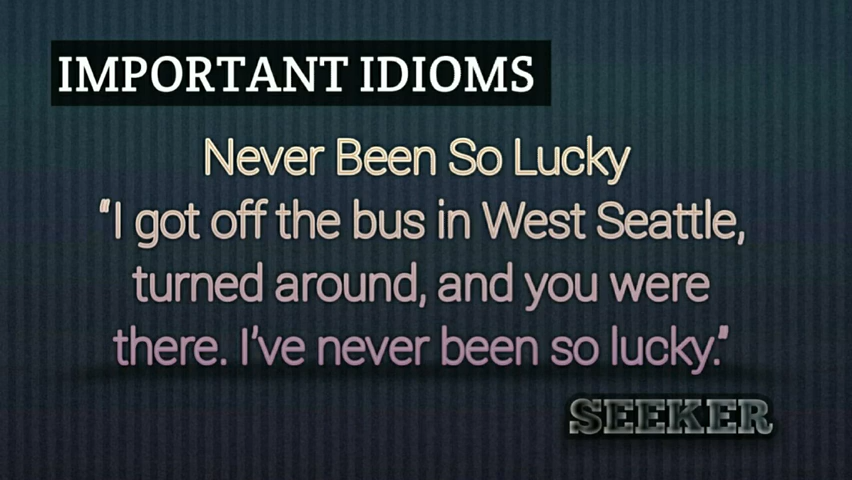 IMPORTANT IDIOMS
Never Been So Lucky
“I got off the bus in West Seattle,
turned around, and you were
there. I’ve never been so lucky.”
SEEKER